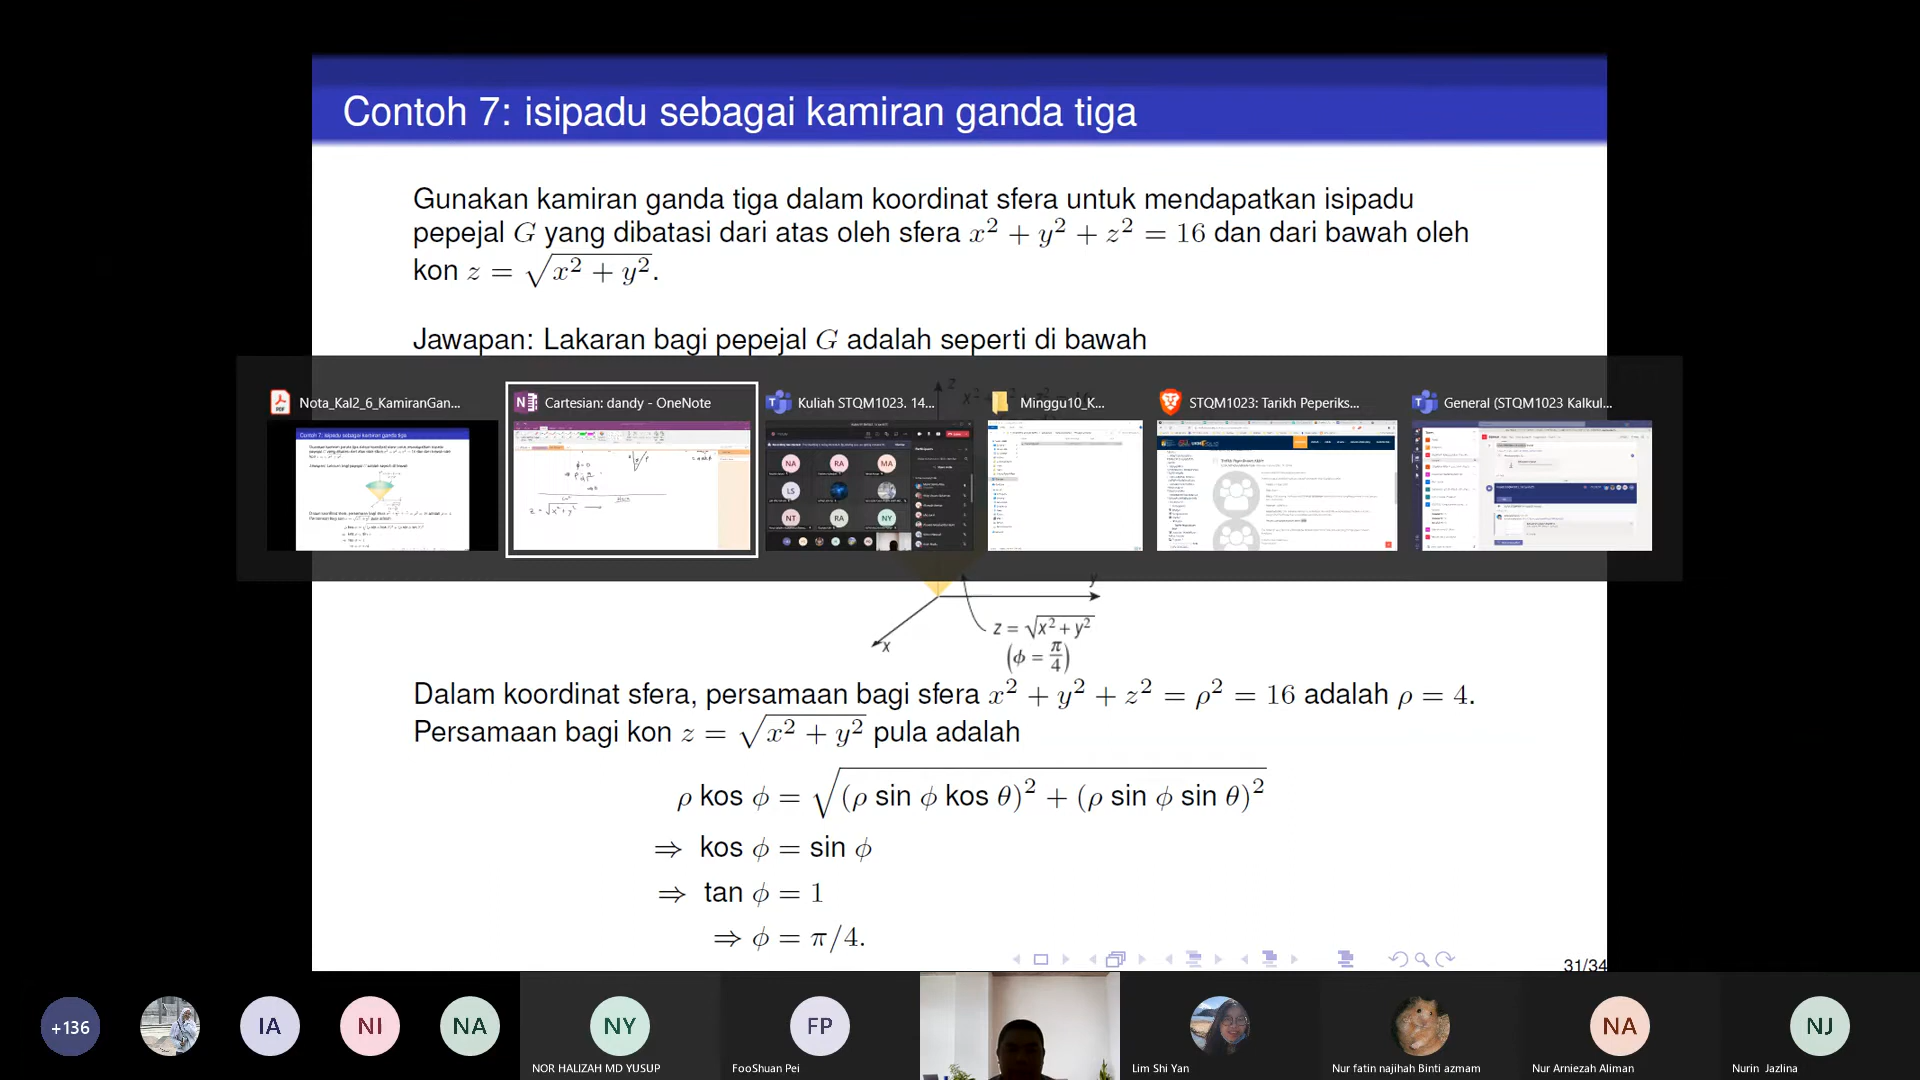 Contoh 7: isipadu sebagai kamiran ganda tiga
Gunakan kamiran ganda tiga dalam koordinat sfera untuk mendapatkan isipadu
pepejal G yang dibatasi dari atas oleh sfera x² + y² + z² = 16 dan dari bawah oleh
kon z = √(x² + y²).
Jawapan: Lakaran bagi pepejal G adalah seperti di bawah
Nota_Kal2_6_KamiranGan...
Cartesian: dandy - OneNote
Kuliah STQM1023. 14...
Minggu10_K...
STQM1023: Tarikh Peperiks...
General (STQM1023 Kalkul...
z
y
x
z = √(x² + y²)
(ϕ = π/4)
Dalam koordinat sfera, persamaan bagi sfera x² + y² + z² = ρ² = 16 adalah ρ = 4.
Persamaan bagi kon z = √(x² + y²) pula adalah
ρ kos ϕ = √((ρ sin ϕ kos θ)² + (ρ sin ϕ sin θ)²)
⇒ kos ϕ = sin ϕ
⇒ tan ϕ = 1
⇒ ϕ = π/4.
31/34
+136
IA
NI
NA
NY
FP
NA
NJ
NOR HALIZAH MD YUSUP
FooShuan Pei
Lim Shi Yan
Nur fatin najihah Binti azmam
Nur Arniezah Aliman
Nurin Jazlina